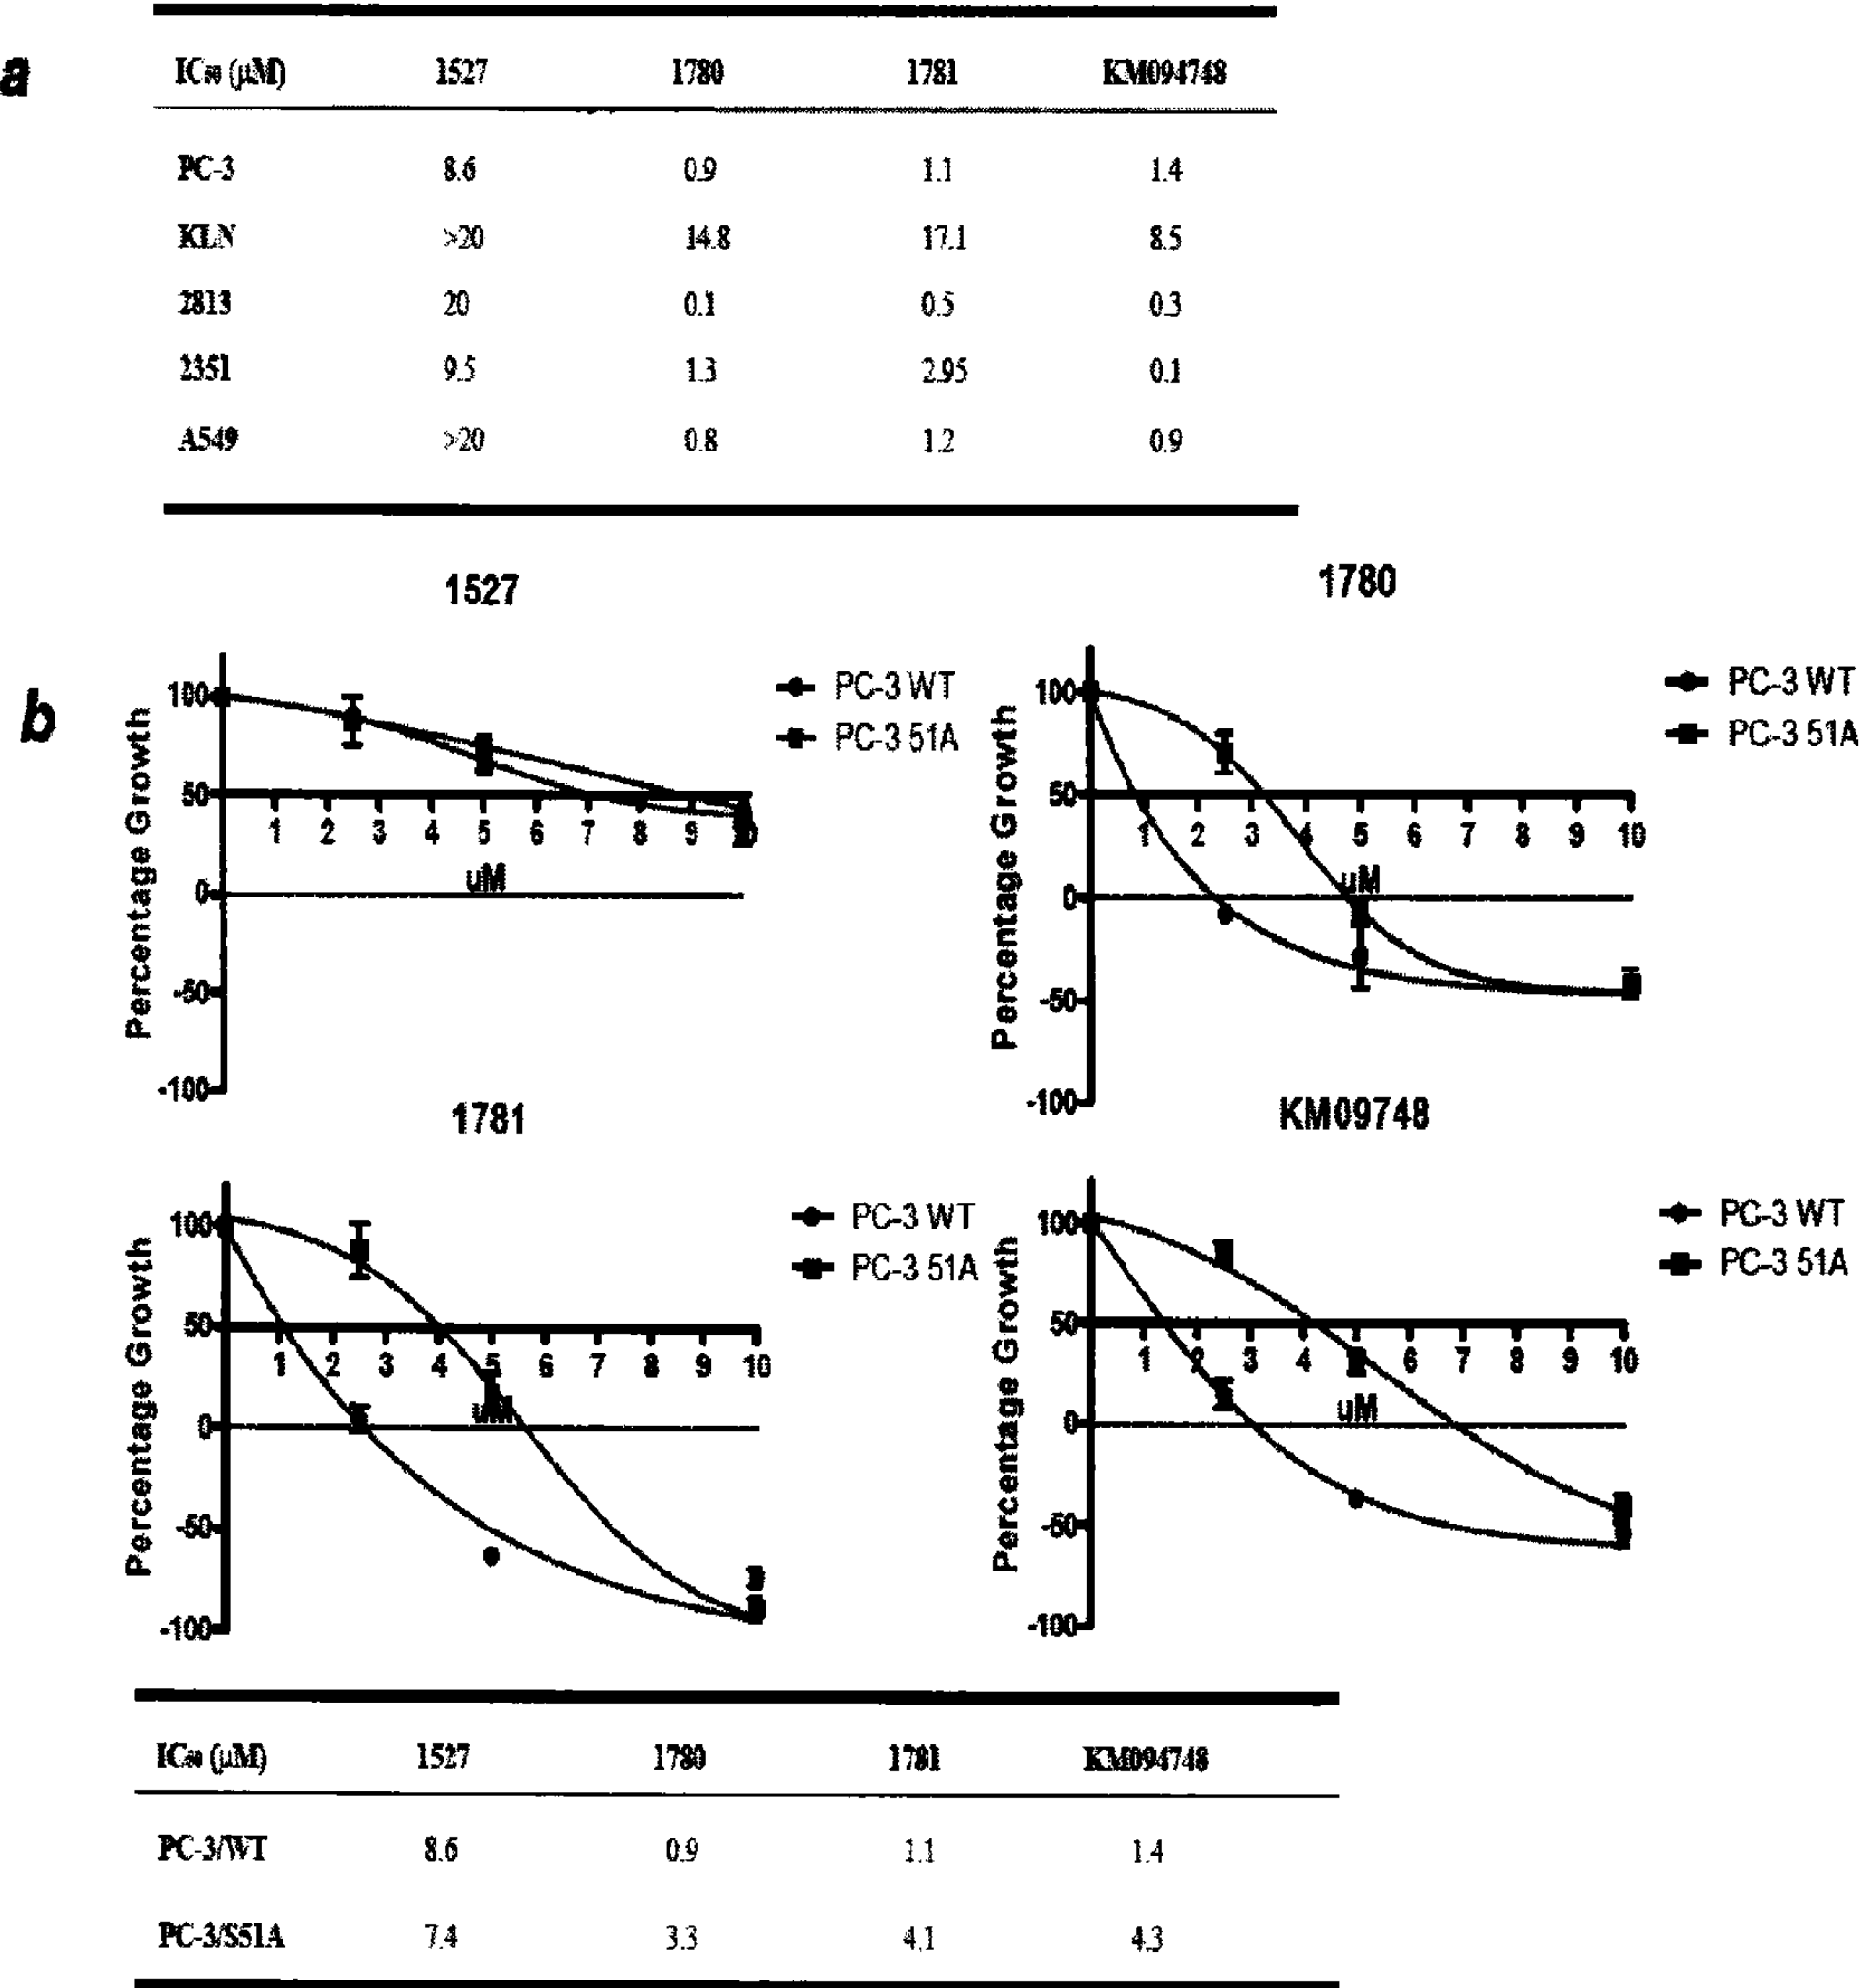 a
IC₅₀ (µM) 1527 1780 1781 KM094748
PC-3 8.6 0.9 1.1 1.4
KLN >20 14.8 17.1 8.5
2813 20 0.1 0.5 0.3
2351 9.5 1.3 2.95 0.1
A549 >20 0.8 1.2 0.9
b
1527
Percentage Growth
100
50
0
-50
-100
1 2 3 4 5 6 7 8 9 10
uM
PC-3 WT
PC-3 51A
1780
Percentage Growth
100
50
0
-50
-100
1 2 3 4 5 6 7 8 9 10
uM
PC-3 WT
PC-3 51A
1781
Percentage Growth
100
50
0
-50
-100
1 2 3 4 5 6 7 8 9 10
uM
PC-3 WT
PC-3 51A
KM09748
Percentage Growth
100
50
0
-50
-100
1 2 3 4 5 6 7 8 9 10
uM
PC-3 WT
PC-3 51A
IC₅₀ (µM) 1527 1780 1781 KM094748
PC-3/WT 8.6 0.9 1.1 1.4
PC-3/S51A 7.4 3.3 4.1 4.3